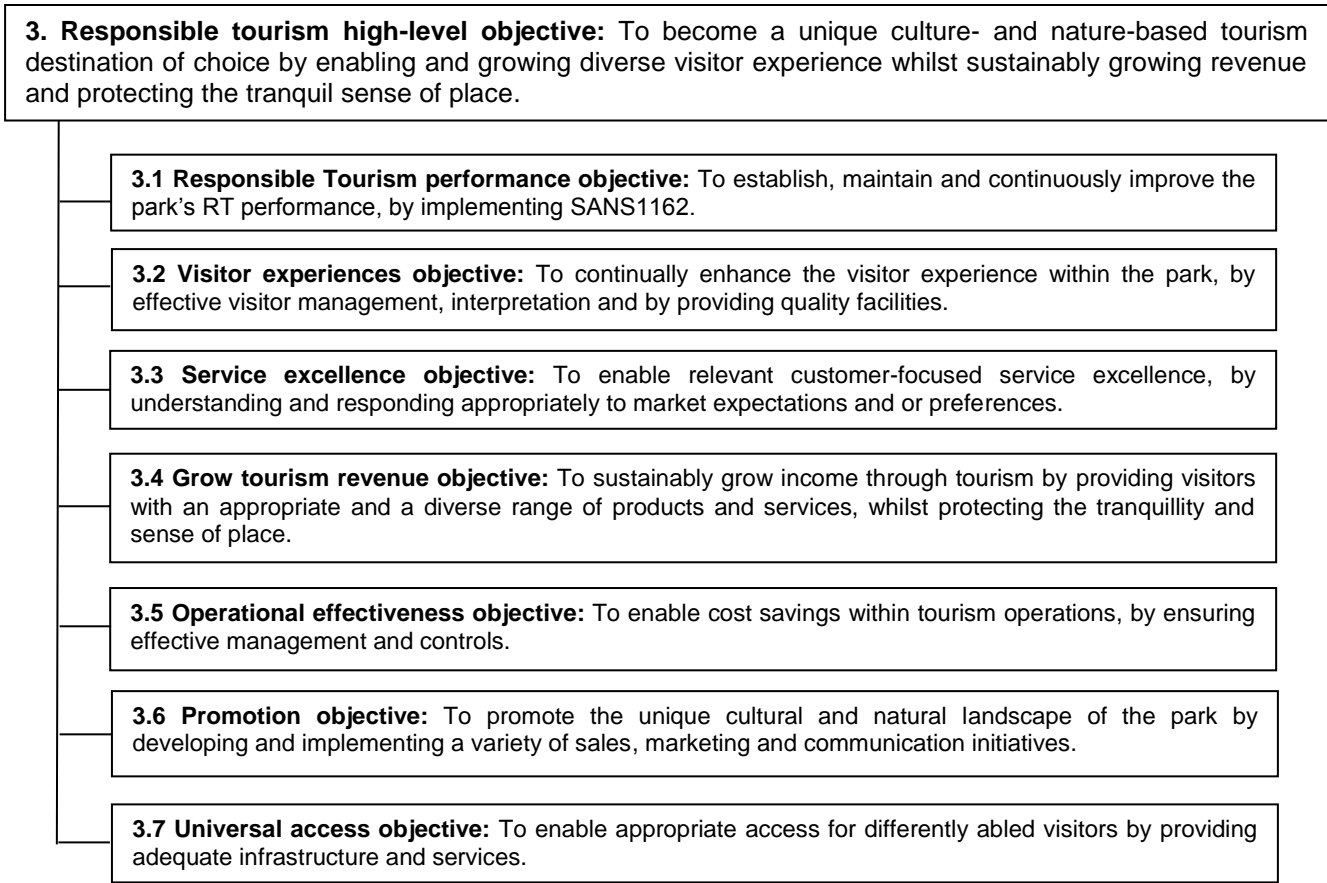 3. Responsible tourism high-level objective: To become a unique culture- and nature-based tourism
destination of choice by enabling and growing diverse visitor experience whilst sustainably growing revenue
and protecting the tranquil sense of place.
3.1 Responsible Tourism performance objective: To establish, maintain and continuously improve the
park's RT performance, by implementing SANS1162.
3.2 Visitor experiences objective: To continually enhance the visitor experience within the park, by
effective visitor management, interpretation and by providing quality facilities.
3.3 Service excellence objective: To enable relevant customer-focused service excellence, by
understanding and responding appropriately to market expectations and or preferences.
3.4 Grow tourism revenue objective: To sustainably grow income through tourism by providing visitors
with an appropriate and a diverse range of products and services, whilst protecting the tranquillity and
sense of place.
3.5 Operational effectiveness objective: To enable cost savings within tourism operations, by ensuring
effective management and controls.
3.6 Promotion objective: To promote the unique cultural and natural landscape of the park by
developing and implementing a variety of sales, marketing and communication initiatives.
3.7 Universal access objective: To enable appropriate access for differently abled visitors by providing
adequate infrastructure and services.